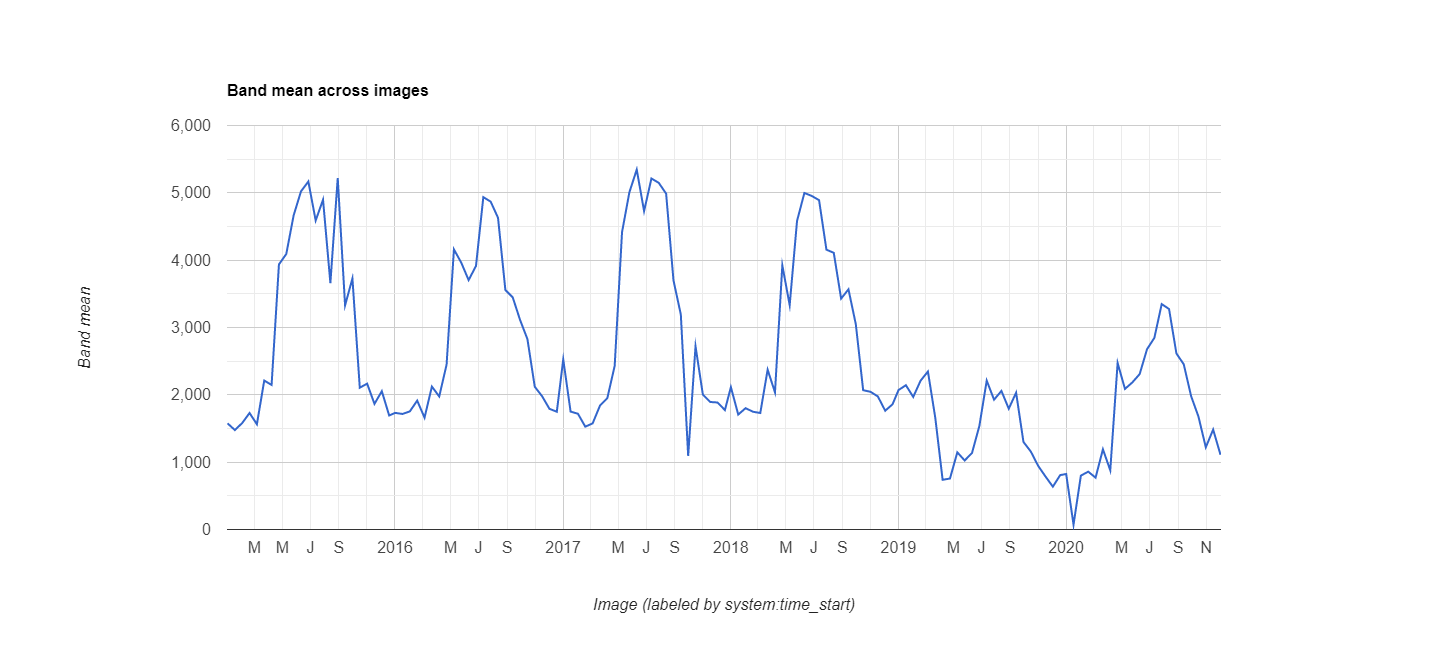 Band mean across images
6,000
5,000
4,000
3,000
2,000
1,000
0
Band mean
M M J S 2016 M J S 2017 M J S 2018 M J S 2019 M J S 2020 M J S N
Image (labeled by system:time_start)